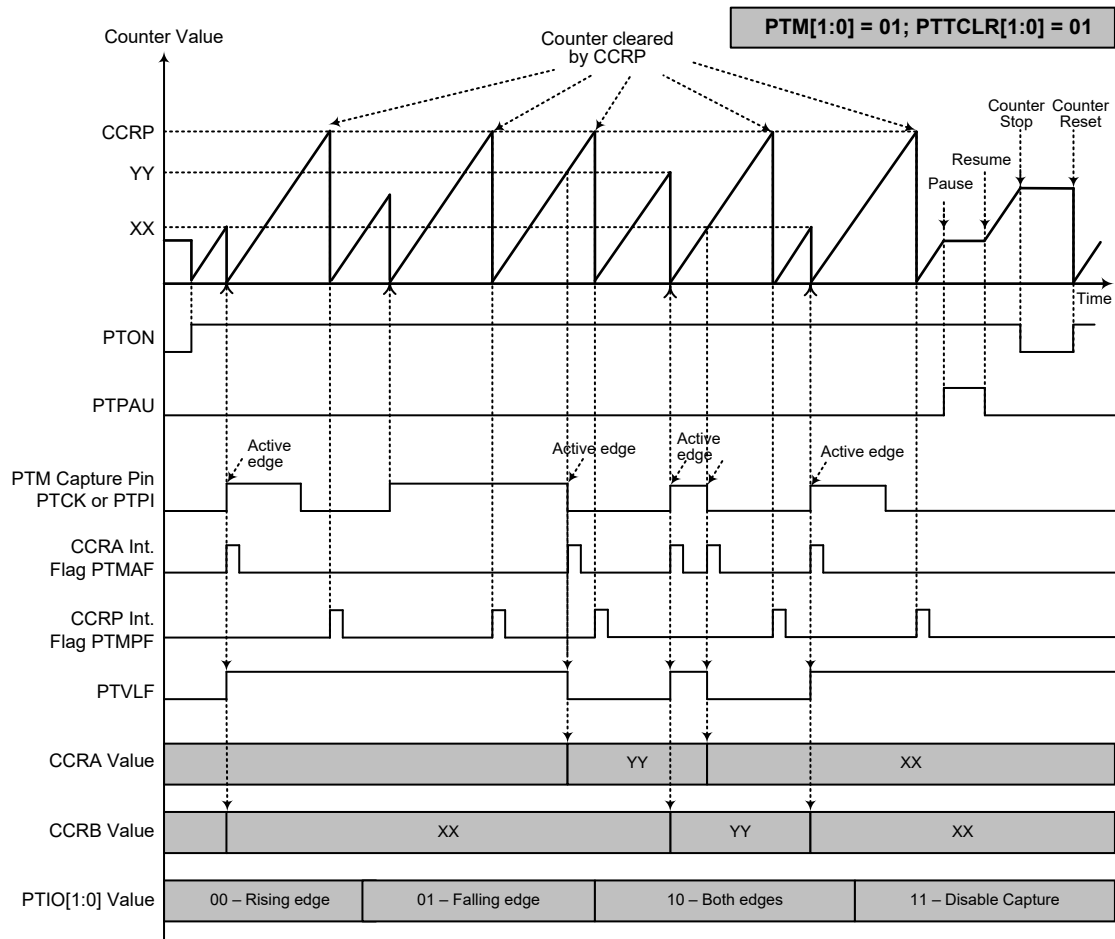 PTM[1:0] = 01; PTTCLR[1:0] = 01
Counter Value
Counter cleared
by CCRP
Counter
Stop
Counter
Reset
CCRP
YY
XX
Pause
Resume
Time
PTON
PTPAU
Active
edge
Active edge
Active
edge
Active edge
PTM Capture Pin
PTCK or PTPI
CCRA Int.
Flag PTMAF
CCRP Int.
Flag PTMPF
PTVLF
CCRA Value
YY
XX
CCRB Value
XX
YY
XX
PTIO[1:0] Value
00 – Rising edge
01 – Falling edge
10 – Both edges
11 – Disable Capture